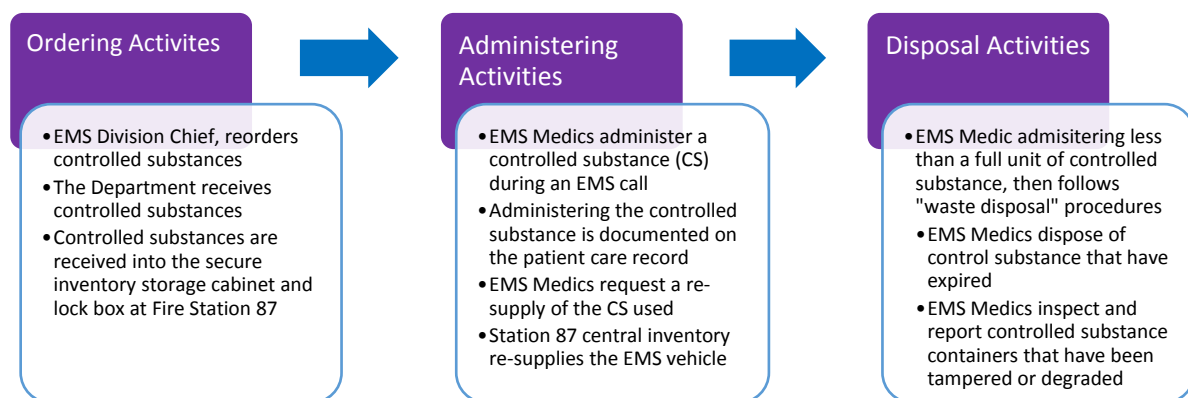 Ordering Activites
•EMS Division Chief, reorders
controlled substances
•The Department receives
controlled substances
•Controlled substances are
received into the secure
inventory storage cabinet and
lock box at Fire Station 87
Administering
Activities
•EMS Medics administer a
controlled substance (CS)
during an EMS call
•Administering the controlled
substance is documented on
the patient care record
•EMS Medics request a re-
supply of the CS used
•Station 87 central inventory
re-supplies the EMS vehicle
Disposal Activities
•EMS Medic admisitering less
than a full unit of controlled
substance, then follows
"waste disposal" procedures
•EMS Medics dispose of
control substance that have
expired
•EMS Medics inspect and
report controlled substance
containers that have been
tampered or degraded